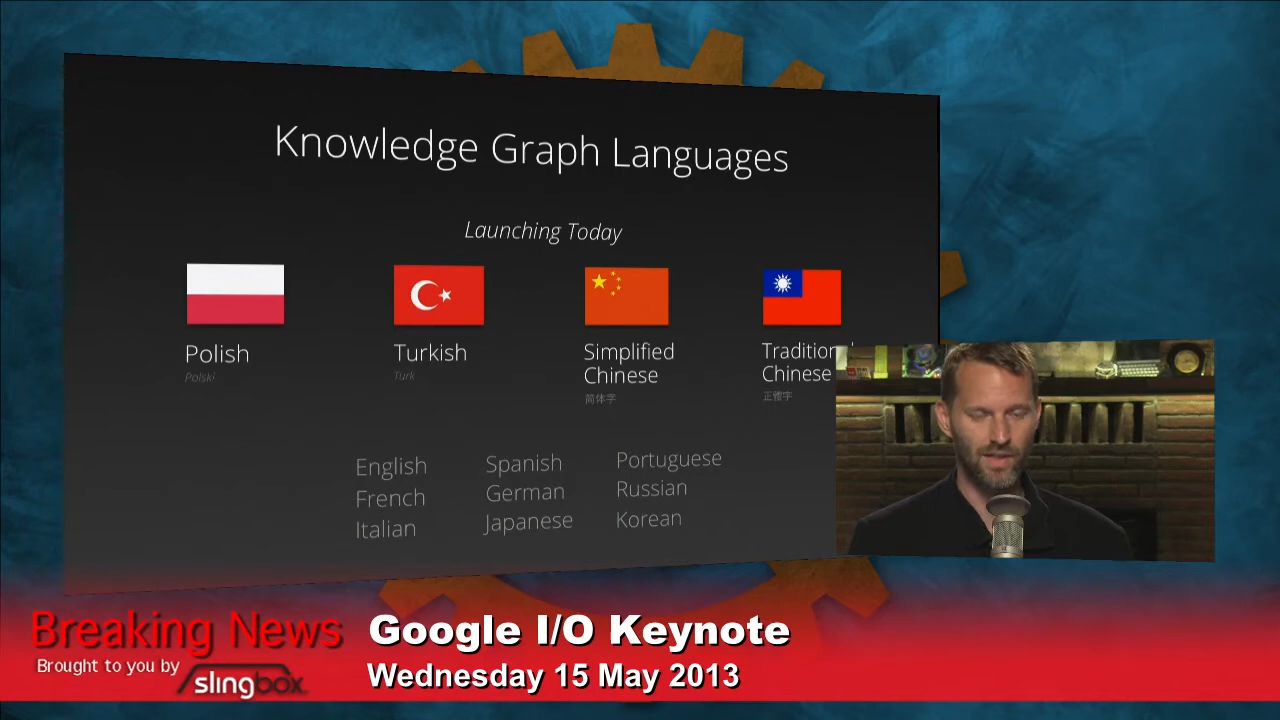 Knowledge Graph Languages
Launching Today
Polish
Polski
Turkish
Türk
Simplified
Chinese
简体字
Tradition
Chinese
正體字
English
French
Italian
Spanish
German
Japanese
Portuguese
Russian
Korean
Breaking News
Brought to you by
slingbox
Google I/O Keynote
Wednesday 15 May 2013